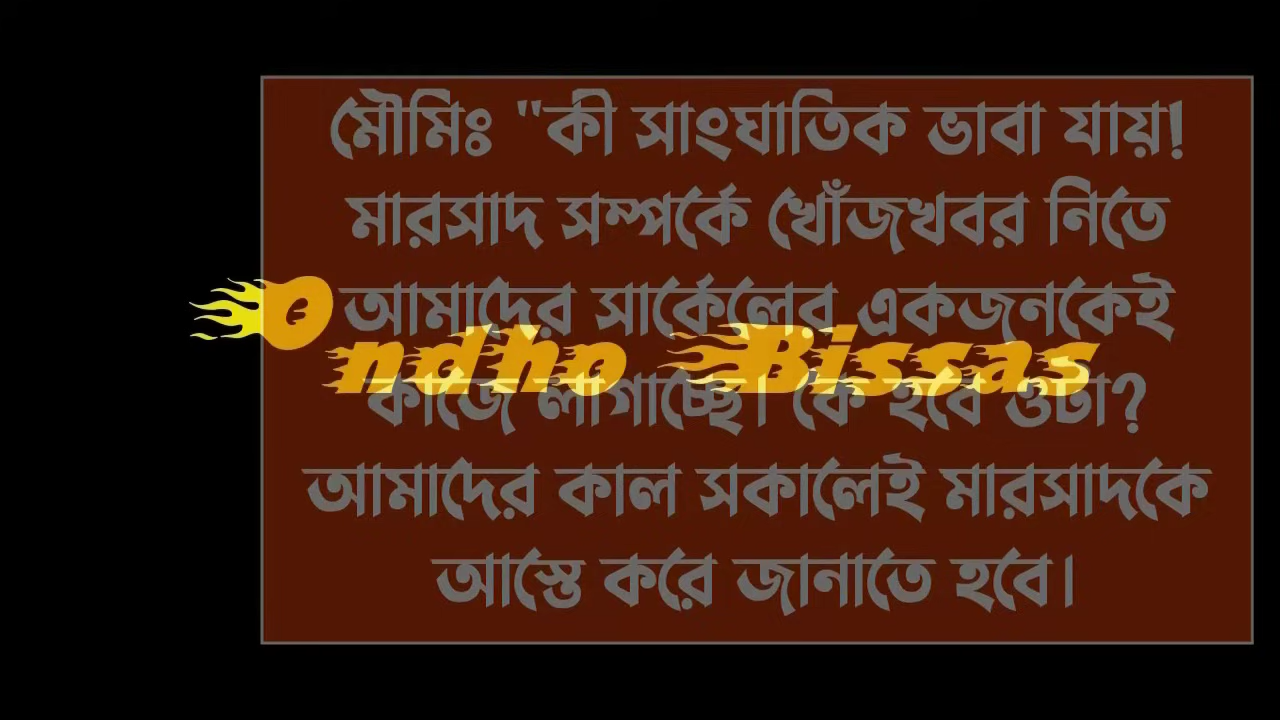 মৌমিঃ "কী সাংঘাতিক ভাবা যায়!
মারসাদ সম্পর্কে খোঁজখবর নিতে
আমাদের সার্কেলের একজনকেই
কাজে লাগাচ্ছে। কে হবে ওটা?
আমাদের কাল সকালেই মারসাদকে
আস্তে করে জানাতে হবে।
Ondho Bissas